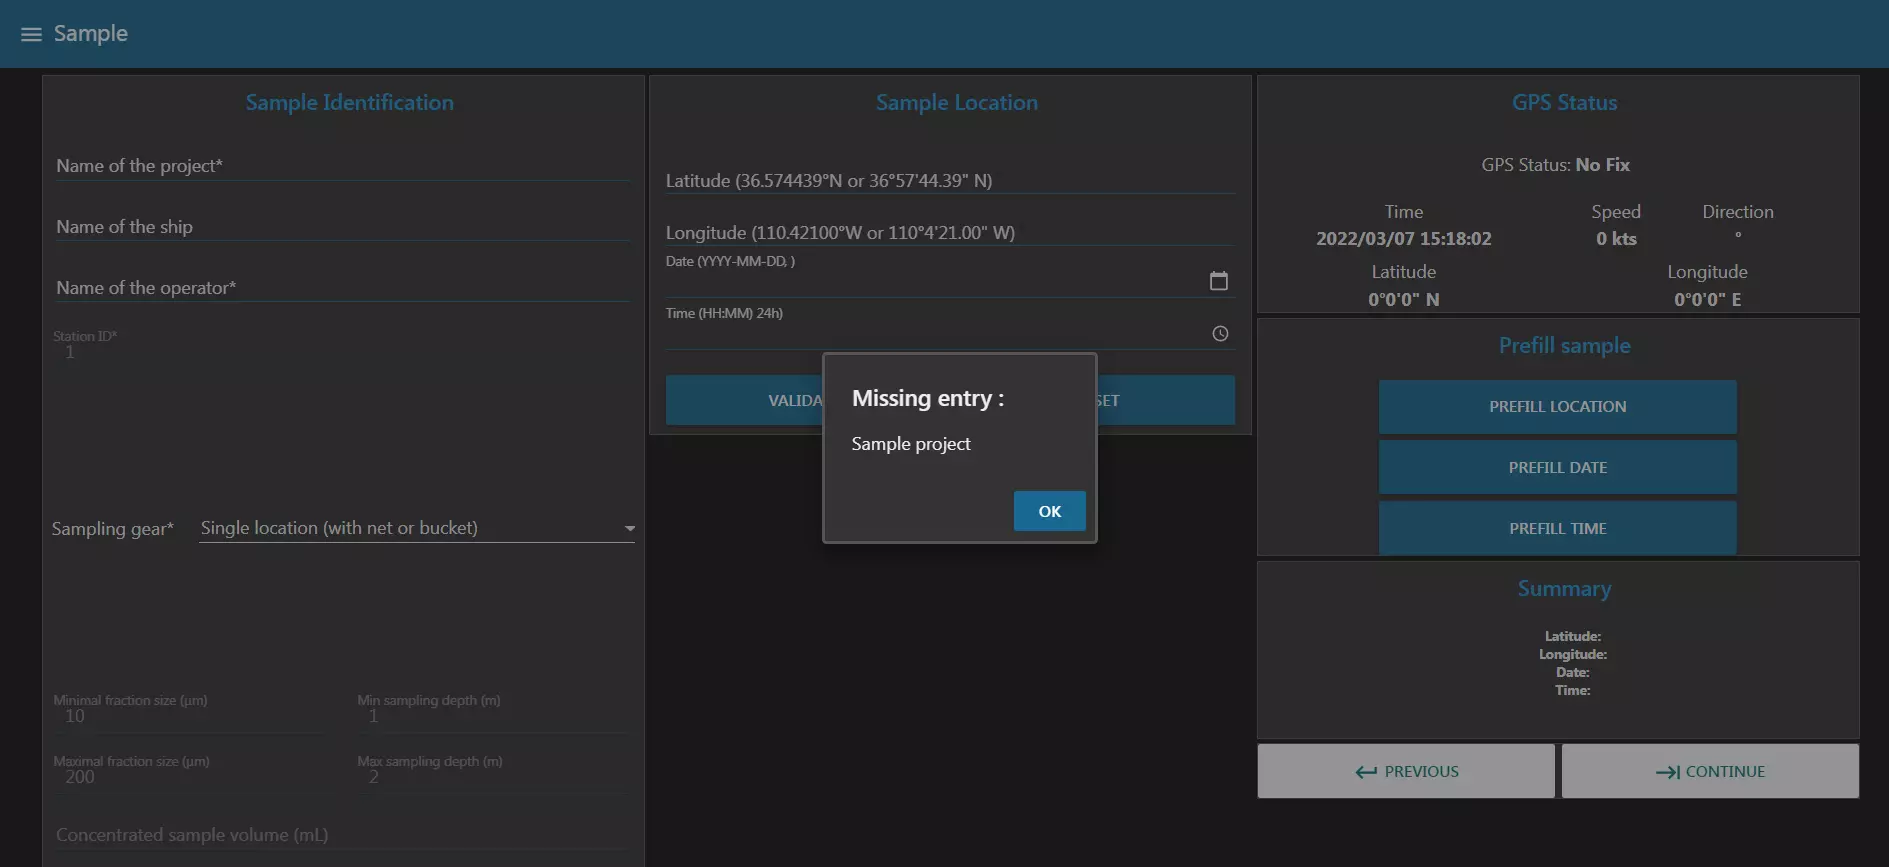 Sample
Sample Identification
Name of the project*
Name of the ship
Name of the operator*
Station ID*
1
Sampling gear* Single location (with net or bucket)
Minimal fraction size (µm) Min sampling depth (m)
10 1
Maximal fraction size (µm) Max sampling depth (m)
200 2
Concentrated sample volume (mL)
Sample Location
Latitude (36.574439°N or 36°57'44.39" N)
Longitude (110.42100°W or 110°4'21.00" W)
Date (YYYY-MM-DD, )
Time (HH:MM) 24h)
VALIDA SET
Missing entry :
Sample project
OK
GPS Status
GPS Status: No Fix
Time Speed Direction
2022/03/07 15:18:02 0 kts °
Latitude Longitude
0°0'0" N 0°0'0" E
Prefill sample
PREFILL LOCATION
PREFILL DATE
PREFILL TIME
Summary
Latitude:
Longitude:
Date:
Time:
PREVIOUS CONTINUE